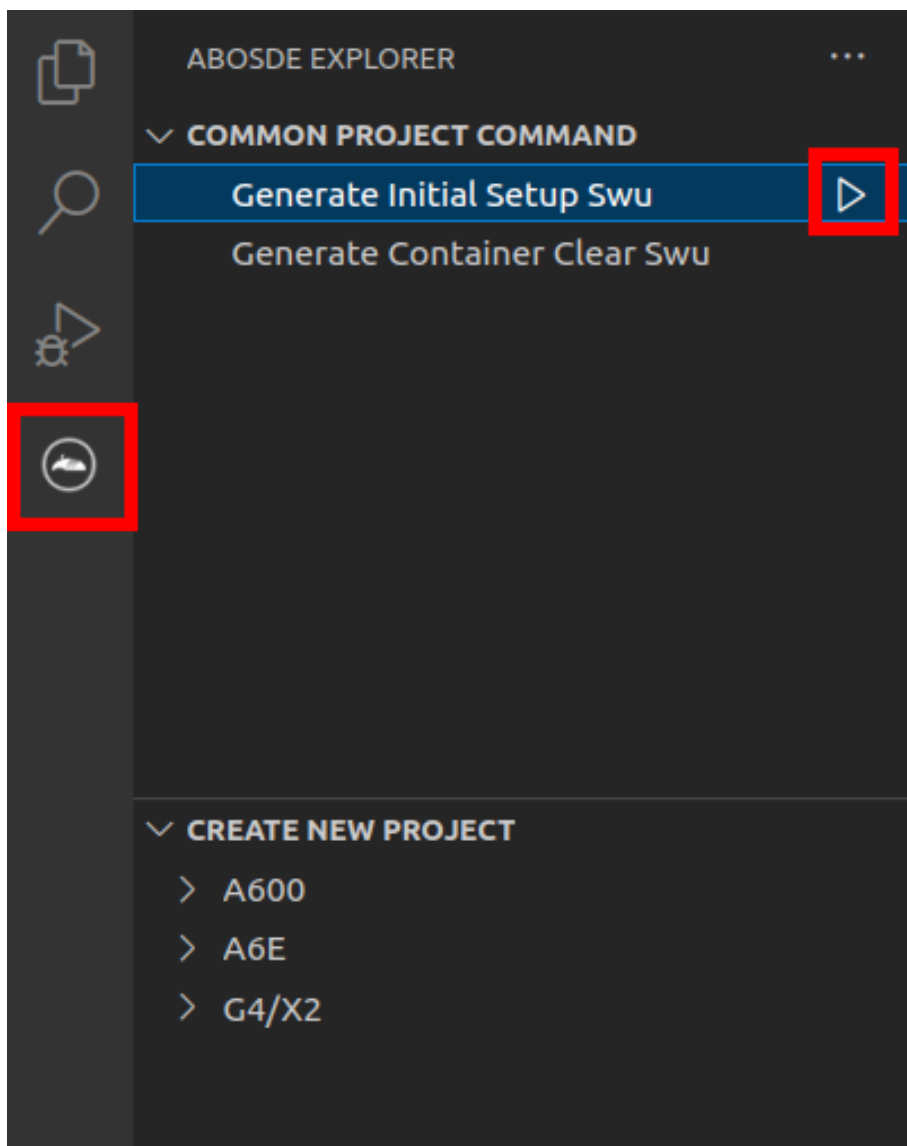 ABOSDE EXPLORER
COMMON PROJECT COMMAND
Generate Initial Setup Swu
Generate Container Clear Swu
CREATE NEW PROJECT
A600
A6E
G4/X2